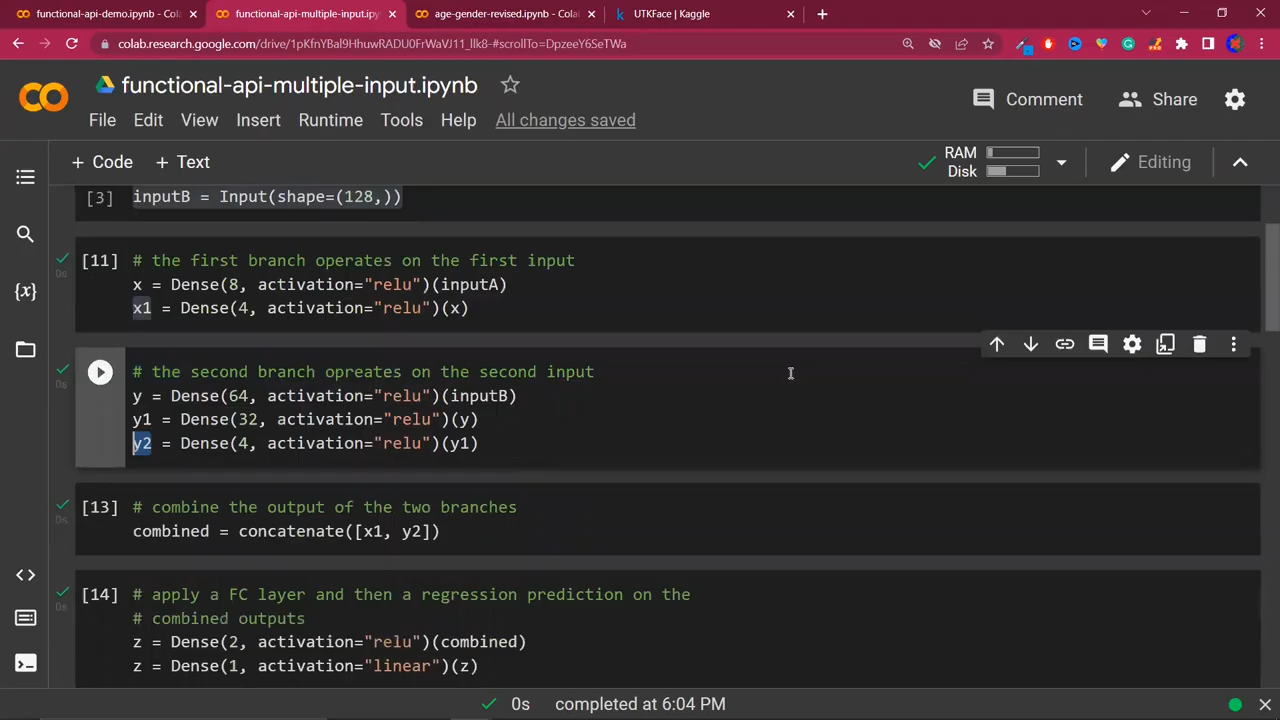 functional-api-demo.ipynb - Cola
functional-api-multiple-input.ipy
age-gender-revised.ipynb - Colab
UTKFace | Kaggle
colab.research.google.com/drive/1pKfnYBal9HhuwRADU0FrWaVJ11_llk8-#scrollTo=DpzeeY6SeTWa
functional-api-multiple-input.ipynb
Comment
Share
File Edit View Insert Runtime Tools Help All changes saved
+ Code + Text
RAM
Disk
Editing
[3] inputB = Input(shape=(128,))
[11] # the first branch operates on the first input
x = Dense(8, activation="relu")(inputA)
x1 = Dense(4, activation="relu")(x)
0s
# the second branch opreates on the second input
y = Dense(64, activation="relu")(inputB)
y1 = Dense(32, activation="relu")(y)
y2 = Dense(4, activation="relu")(y1)
0s
[13] # combine the output of the two branches
combined = concatenate([x1, y2])
0s
[14] # apply a FC layer and then a regression prediction on the
# combined outputs
z = Dense(2, activation="relu")(combined)
z = Dense(1, activation="linear")(z)
0s
0s completed at 6:04 PM